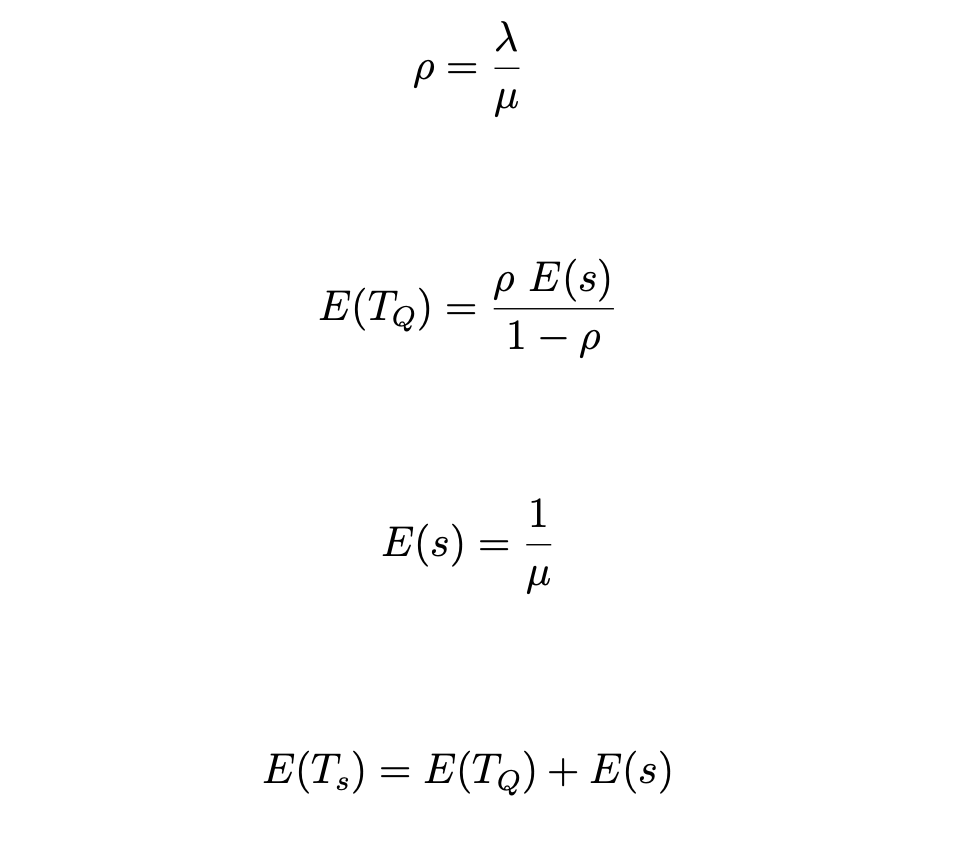 ρ = λ/μ
E(T_Q) = ρ E(s)/(1 − ρ)
E(s) = 1/μ
E(T_s) = E(T_Q) + E(s)